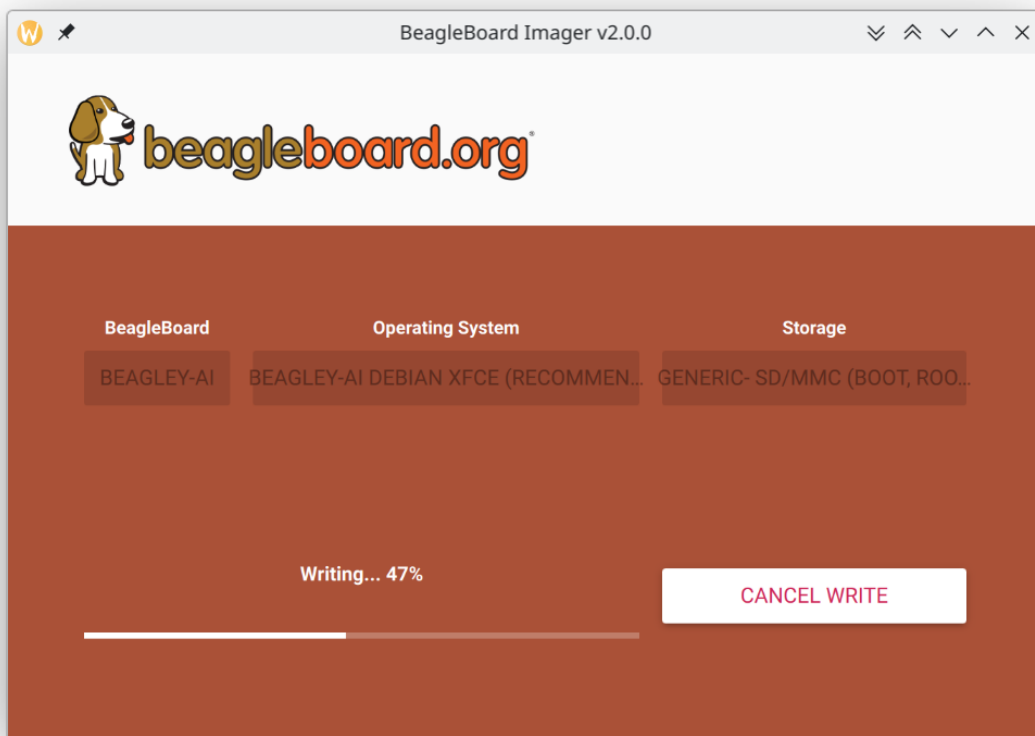 BeagleBoard Imager v2.0.0
beagleboard.org®
BeagleBoard Operating System Storage
BEAGLEY-AI BEAGLEY-AI DEBIAN XFCE (RECOMMEN... GENERIC- SD/MMC (BOOT, ROO...
Writing... 47%
CANCEL WRITE